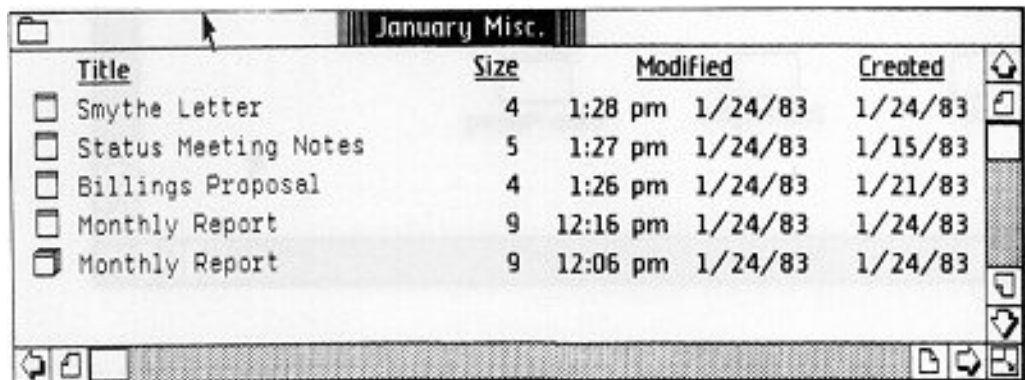 January Misc.
Title Size Modified Created
Smythe Letter 4 1:28 pm 1/24/83 1/24/83
Status Meeting Notes 5 1:27 pm 1/24/83 1/15/83
Billings Proposal 4 1:26 pm 1/24/83 1/21/83
Monthly Report 9 12:16 pm 1/24/83 1/24/83
Monthly Report 9 12:06 pm 1/24/83 1/24/83